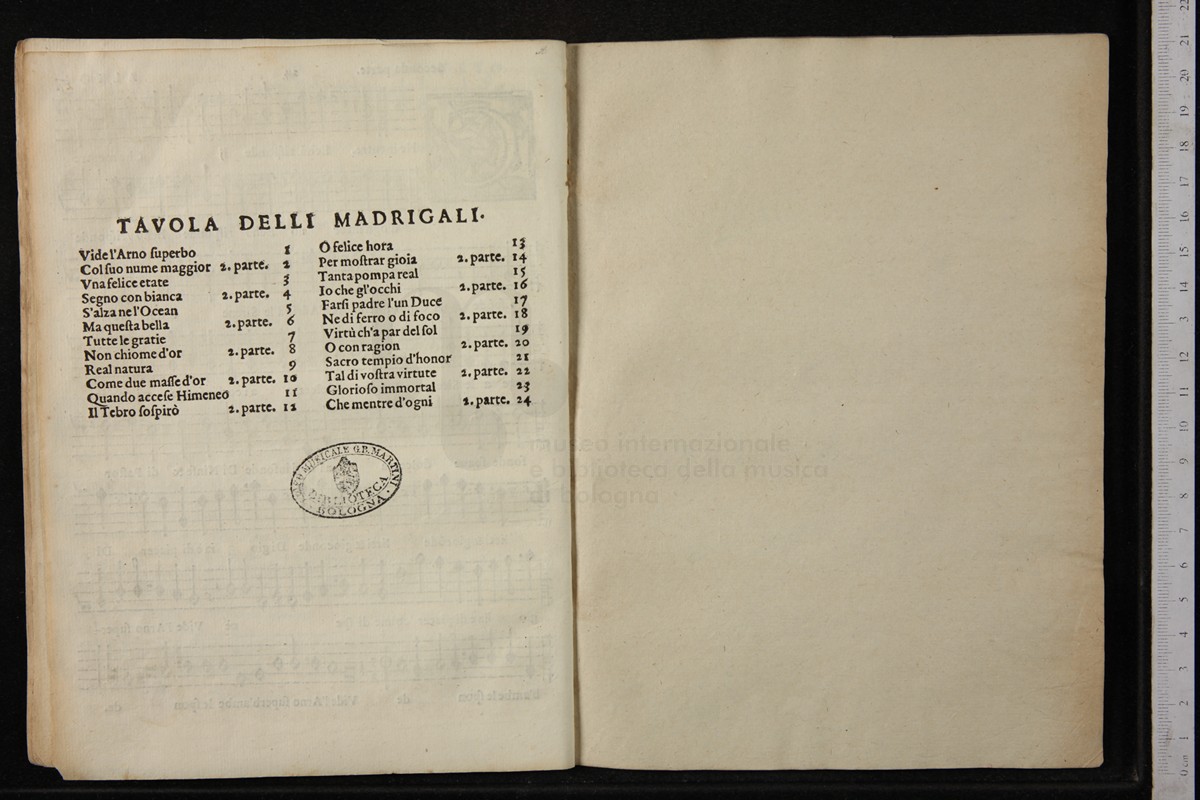 TAVOLA DELLI MADRIGALI.
Vide l'Arno ſuperbo 1
Col ſuo nume maggior 2. parte. 2
Vna felice etate 3
Segno con bianca 2. parte. 4
S'alza ne l'Ocean 5
Ma queſta bella 2. parte. 6
Tutte le gratie 7
Non chiome d'or 2. parte. 8
Real natura 9
Come due maſſe d'or 2. parte. 10
Quando acceſe Himeneo 11
Il Tebro ſoſpirò 2. parte. 12
O felice hora 13
Per moſtrar gioia 2. parte. 14
Tanta pompa real 15
Io che gl'occhi 2. parte. 16
Farſi padre l'un Duce 17
Ne di ferro o di foco 2. parte. 18
Virtù ch'a par del ſol 19
O con ragion 2. parte. 20
Sacro tempio d'honor 21
Tal di voſtra virtute 2. parte. 22
Glorioſo immortal 23
Che mentre d'ogni 2. parte. 24
MUSICALE G.B. MARTINI
BIBLIOTECA
BOLOGNA
museo internazionale
e biblioteca della musica
di bologna